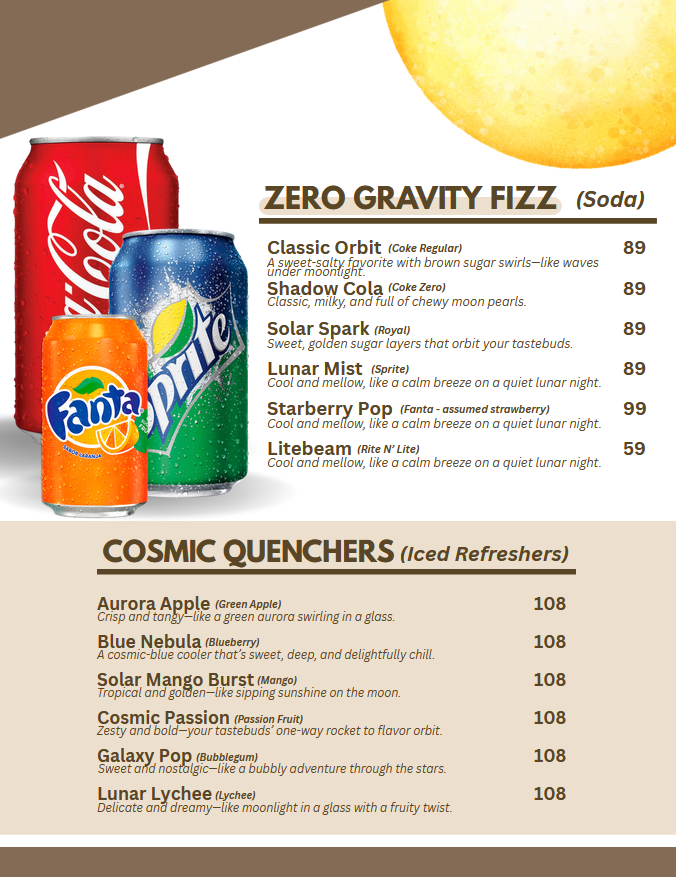 ZERO GRAVITY FIZZ (Soda)
Classic Orbit (Coke Regular) 89
A sweet-salty favorite with brown sugar swirls—like waves
under moonlight.
Shadow Cola (Coke Zero) 89
Classic, milky, and full of chewy moon pearls.
Solar Spark (Royal) 89
Sweet, golden sugar layers that orbit your tastebuds.
Lunar Mist (Sprite) 89
Cool and mellow, like a calm breeze on a quiet lunar night.
Starberry Pop (Fanta - assumed strawberry) 99
Cool and mellow, like a calm breeze on a quiet lunar night.
Litebeam (Rite N' Lite) 59
Cool and mellow, like a calm breeze on a quiet lunar night.
Coca-Cola
Sprite
Fanta
SABOR LARANJA
COSMIC QUENCHERS (Iced Refreshers)
Aurora Apple (Green Apple) 108
Crisp and tangy—like a green aurora swirling in a glass.
Blue Nebula (Blueberry) 108
A cosmic-blue cooler that's sweet, deep, and delightfully chill.
Solar Mango Burst (Mango) 108
Tropical and golden—like sipping sunshine on the moon.
Cosmic Passion (Passion Fruit) 108
Zesty and bold—your tastebuds' one-way rocket to flavor orbit.
Galaxy Pop (Bubblegum) 108
Sweet and nostalgic—like a bubbly adventure through the stars.
Lunar Lychee (Lychee) 108
Delicate and dreamy—like moonlight in a glass with a fruity twist.